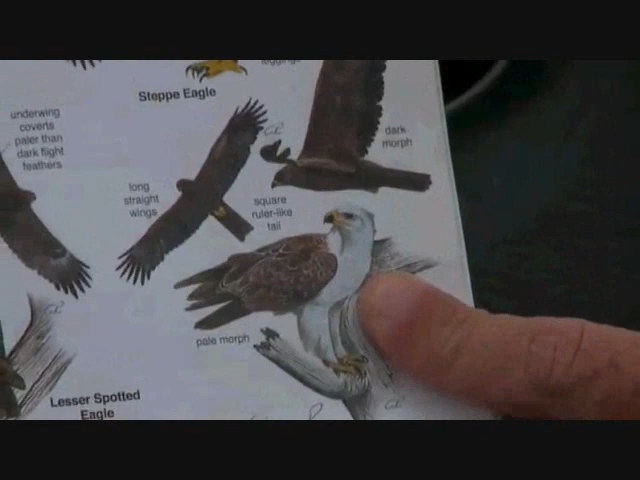 leggings
Steppe Eagle
underwing
coverts
paler than
dark flight
feathers
dark
morph
long
straight
wings
square
ruler-like
tail
pale morph
Lesser Spotted
Eagle